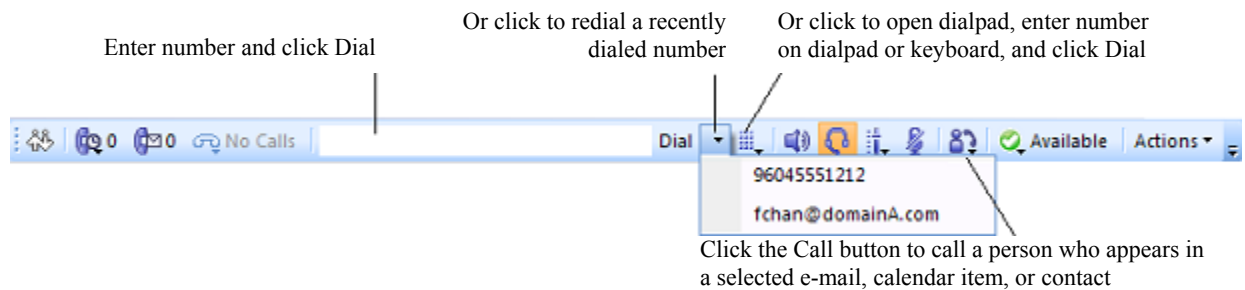 Or click to redial a recently
dialed number
Or click to open dialpad, enter number
on dialpad or keyboard, and click Dial
Enter number and click Dial
0 0 No Calls Dial Available Actions
96045551212
fchan@domainA.com
Click the Call button to call a person who appears in
a selected e-mail, calendar item, or contact